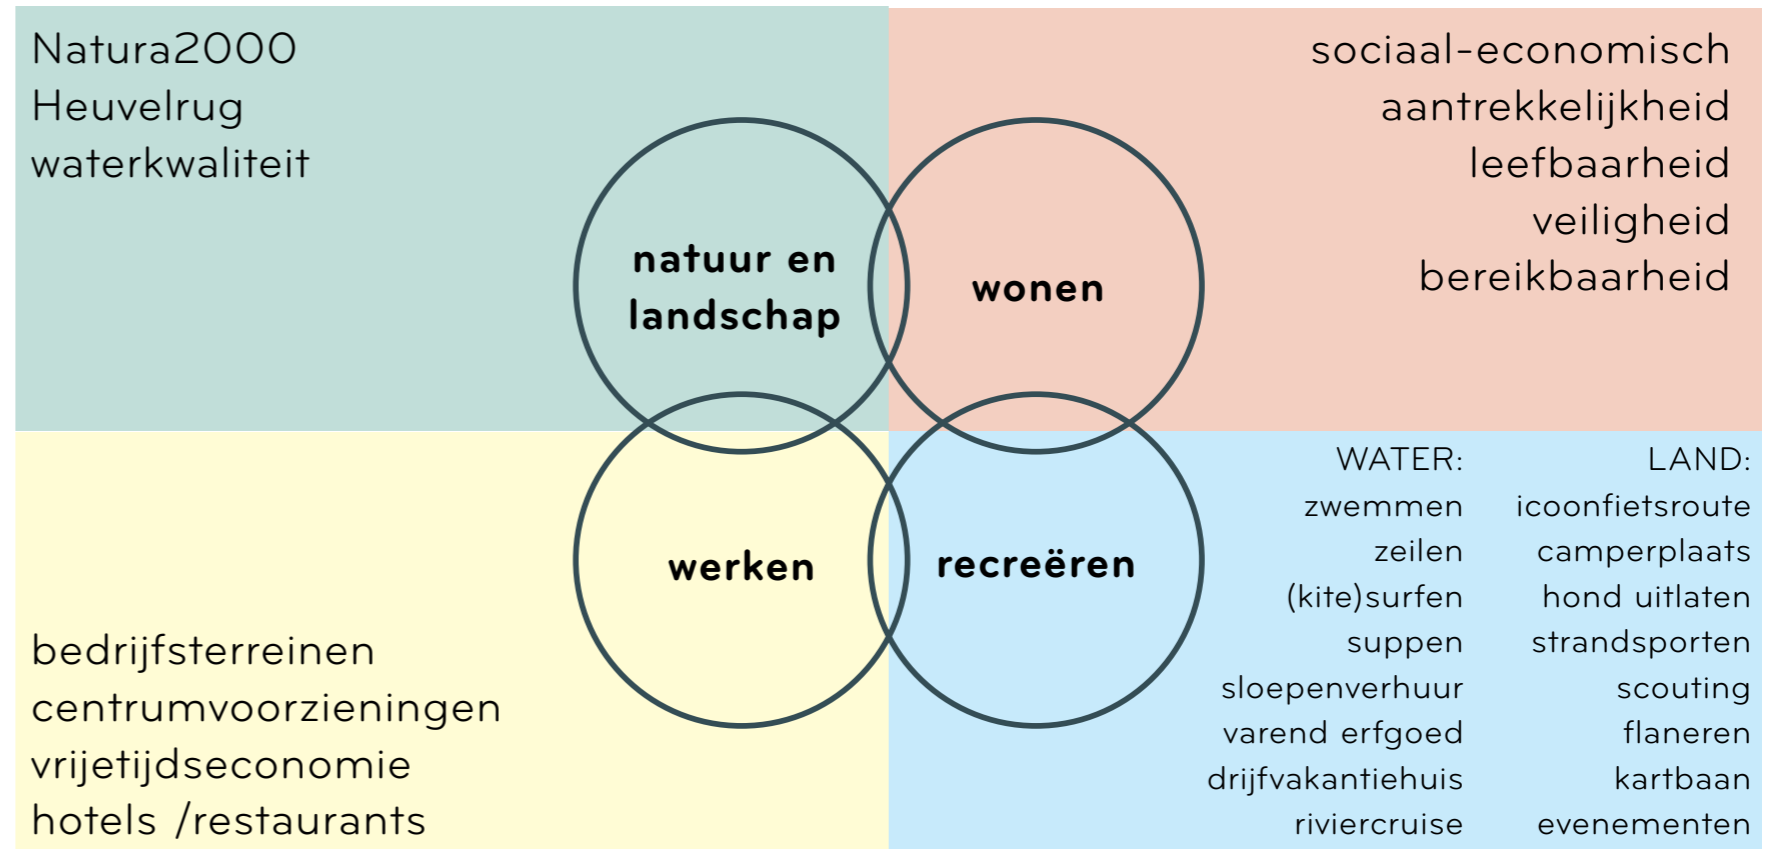 Natura2000
Heuvelrug
waterkwaliteit
natuur en
landschap
sociaal-economisch
aantrekkelijkheid
leefbaarheid
veiligheid
bereikbaarheid
wonen
werken
bedrijfsterreinen
centrumvoorzieningen
vrijetijdseconomie
hotels /restaurants
recreëren
WATER:
zwemmen
zeilen
(kite)surfen
suppen
sloepenverhuur
varend erfgoed
drijfvakantiehuis
riviercruise
LAND:
icoonfietsroute
camperplaats
hond uitlaten
strandsporten
scouting
flaneren
kartbaan
evenementen